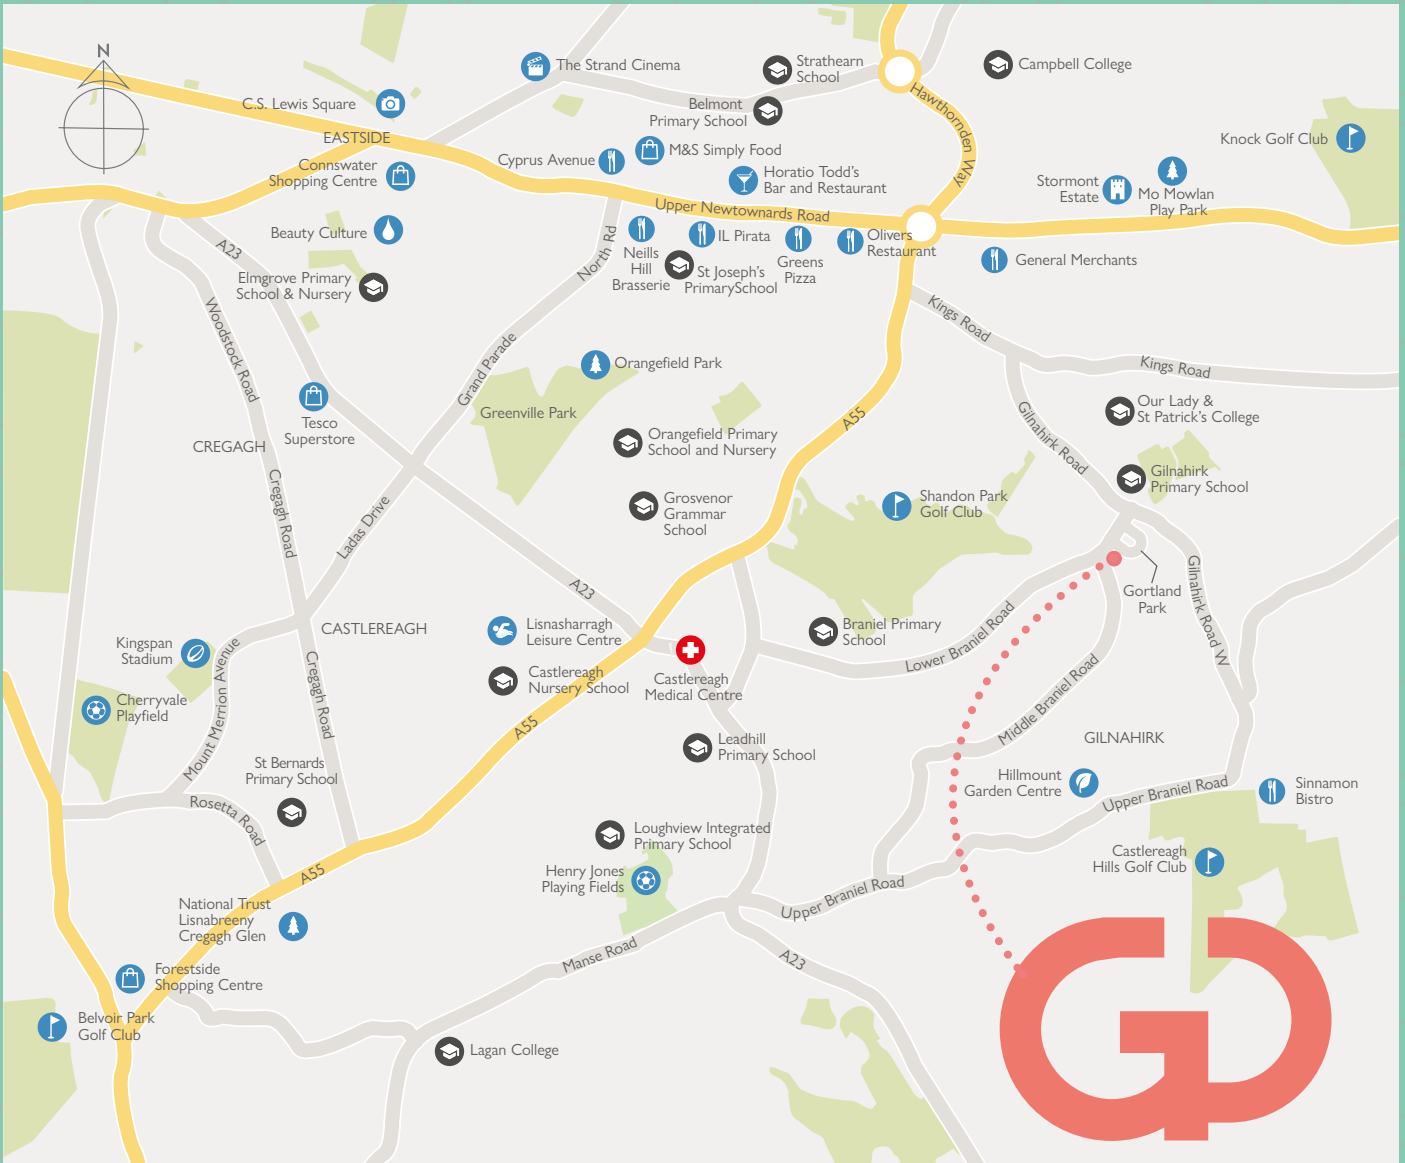 N
The Strand Cinema
Strathearn
School
Campbell College
C.S. Lewis Square
EASTSIDE
Belmont
Primary School
Hawthornden Way
Knock Golf Club
Connswater
Shopping Centre
Cyprus Avenue
M&S Simply Food
Horatio Todd's
Bar and Restaurant
Stormont
Estate
Mo Mowlan
Play Park
Upper Newtownards Road
Beauty Culture
A23
North Rd
Neills
Hill
Brasserie
IL Pirata
St Joseph's
PrimarySchool
Greens
Pizza
Olivers
Restaurant
General Merchants
Elmgrove Primary
School & Nursery
Woodstock Road
Kings Road
Kings Road
Grand Parade
Orangefield Park
Greenville Park
Tesco
Superstore
CREGAGH
A55
Gilnahirk Road
Our Lady &
St Patrick's College
Orangefield Primary
School and Nursery
Gilnahirk
Primary School
Cregagh Road
Ladas Drive
Grosvenor
Grammar
School
Shandon Park
Golf Club
A23
Gortland
Park
Gilnahirk Road W
CASTLEREAGH
Lisnasharragh
Leisure Centre
Braniel Primary
School
Lower Braniel Road
Kingspan
Stadium
Mount Merrion Avenue
Cregagh Road
Castlereagh
Nursery School
Castlereagh
Medical Centre
Middle Braniel Road
Cherryvale
Playfield
A55
Leadhill
Primary School
GILNAHIRK
St Bernards
Primary School
Hillmount
Garden Centre
Upper Braniel Road
Sinnamon
Bistro
Rosetta Road
Loughview Integrated
Primary School
Castlereagh
Hills Golf Club
A55
Henry Jones
Playing Fields
Upper Braniel Road
National Trust
Lisnabreeny
Cregagh Glen
Manse Road
A23
Forestside
Shopping Centre
Belvoir Park
Golf Club
Lagan College
GP